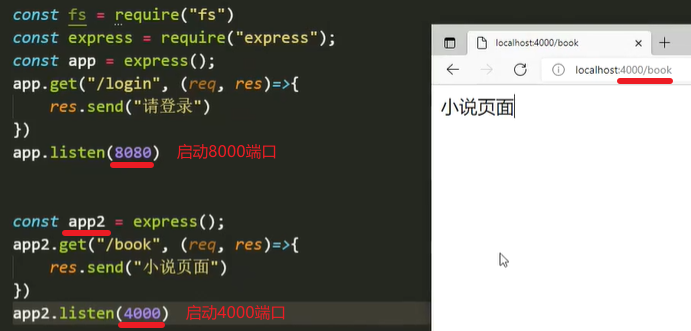 const fs = require("fs")
const express = require("express");
const app = express();
app.get("/login", (req, res)=>{
    res.send("请登录")
})
app.listen(8080) 启动8000端口
const app2 = express();
app2.get("/book", (req, res)=>{
    res.send("小说页面")
})
app2.listen(4000) 启动4000端口
localhost:4000/book
localhost:4000/book
小说页面